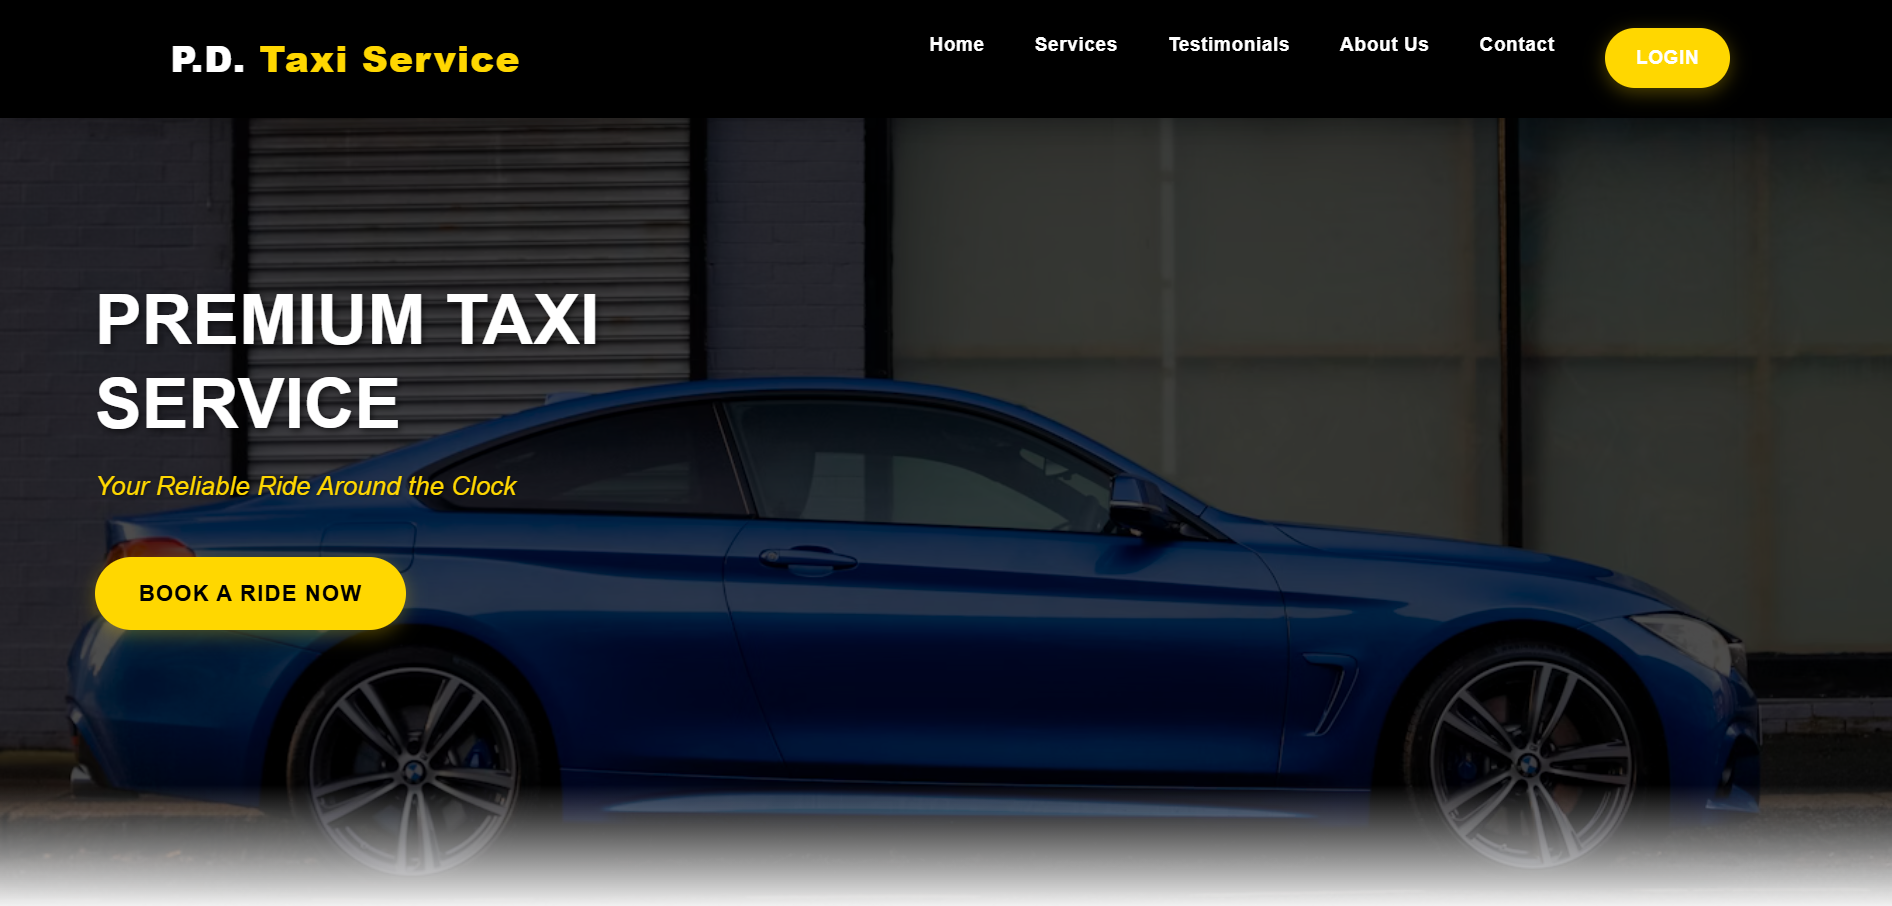 P.D. Taxi Service
Home Services Testimonials About Us Contact LOGIN
PREMIUM TAXI
SERVICE
Your Reliable Ride Around the Clock
BOOK A RIDE NOW